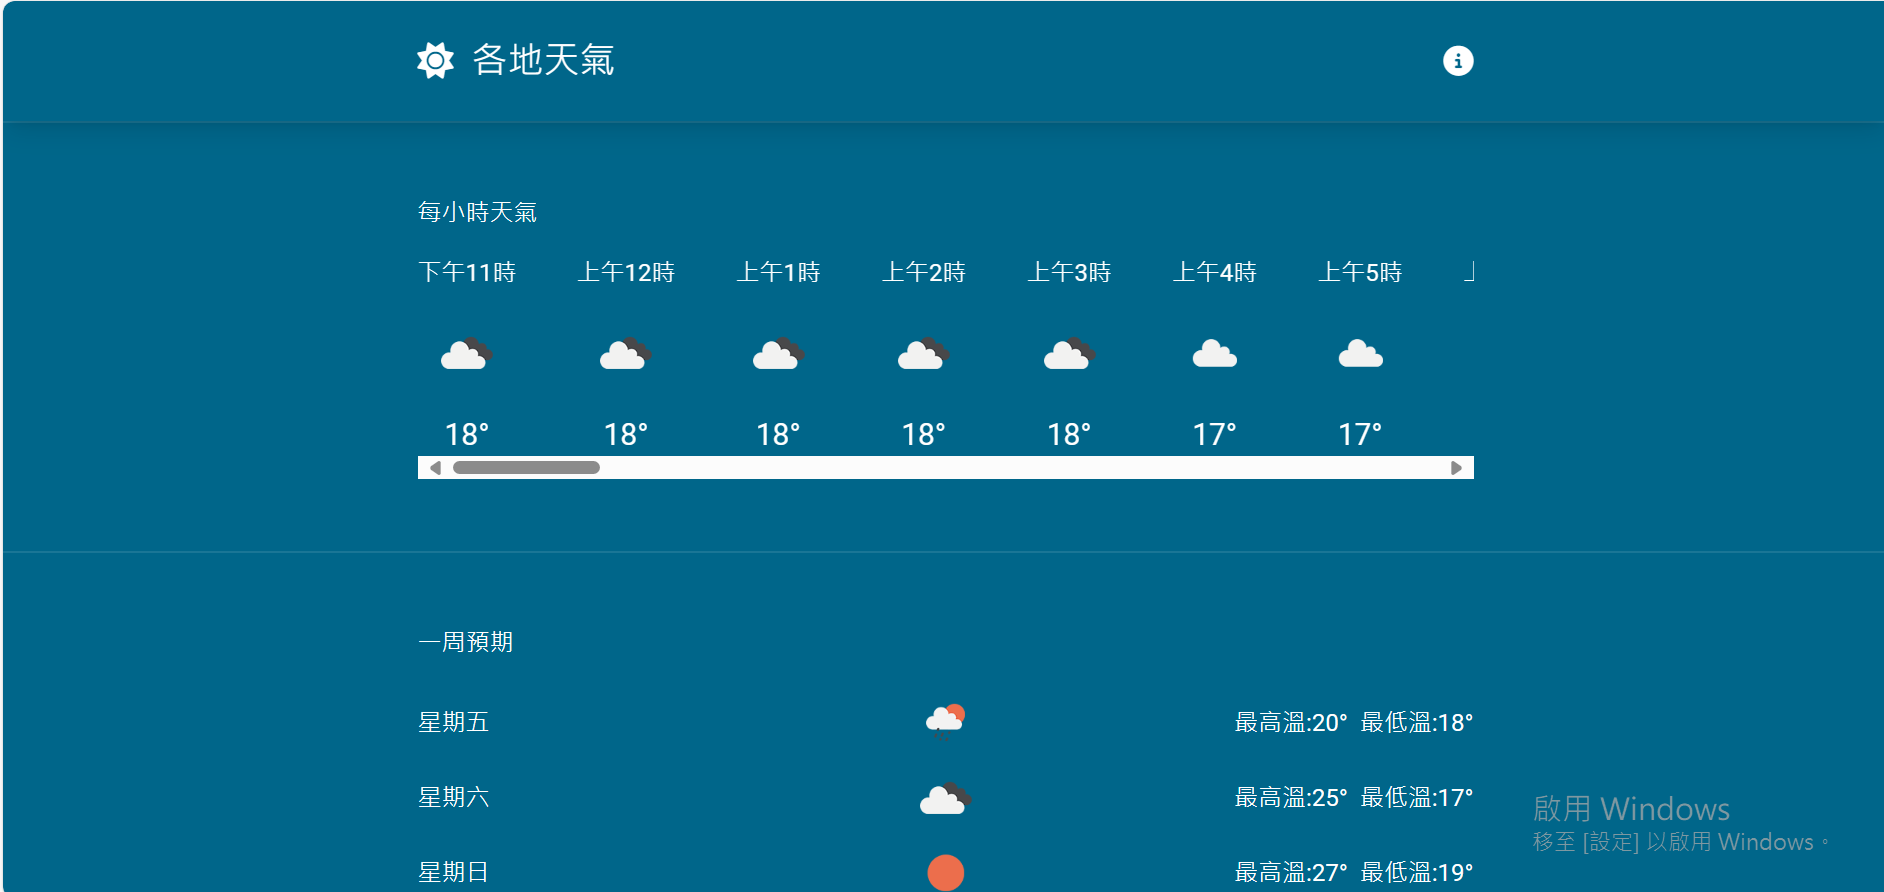 各地天氣
每小時天氣
下午11時 上午12時 上午1時 上午2時 上午3時 上午4時 上午5時
18° 18° 18° 18° 18° 17° 17°
一周預期
星期五 最高溫:20° 最低溫:18°
星期六 最高溫:25° 最低溫:17°
星期日 最高溫:27° 最低溫:19°
啟用 Windows
移至 [設定] 以啟用 Windows。